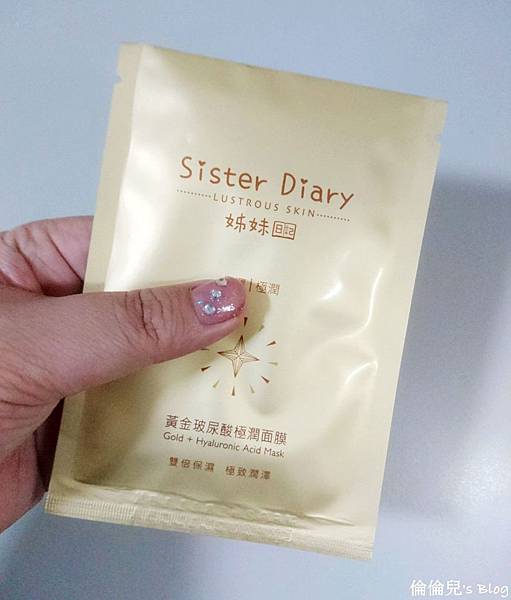 Sister Diary
LUSTROUS SKIN
姊妹日記
極潤
黃金玻尿酸極潤面膜
Gold + Hyaluronic Acid Mask
雙倍保濕 極致潤澤
倫倫兒's Blog